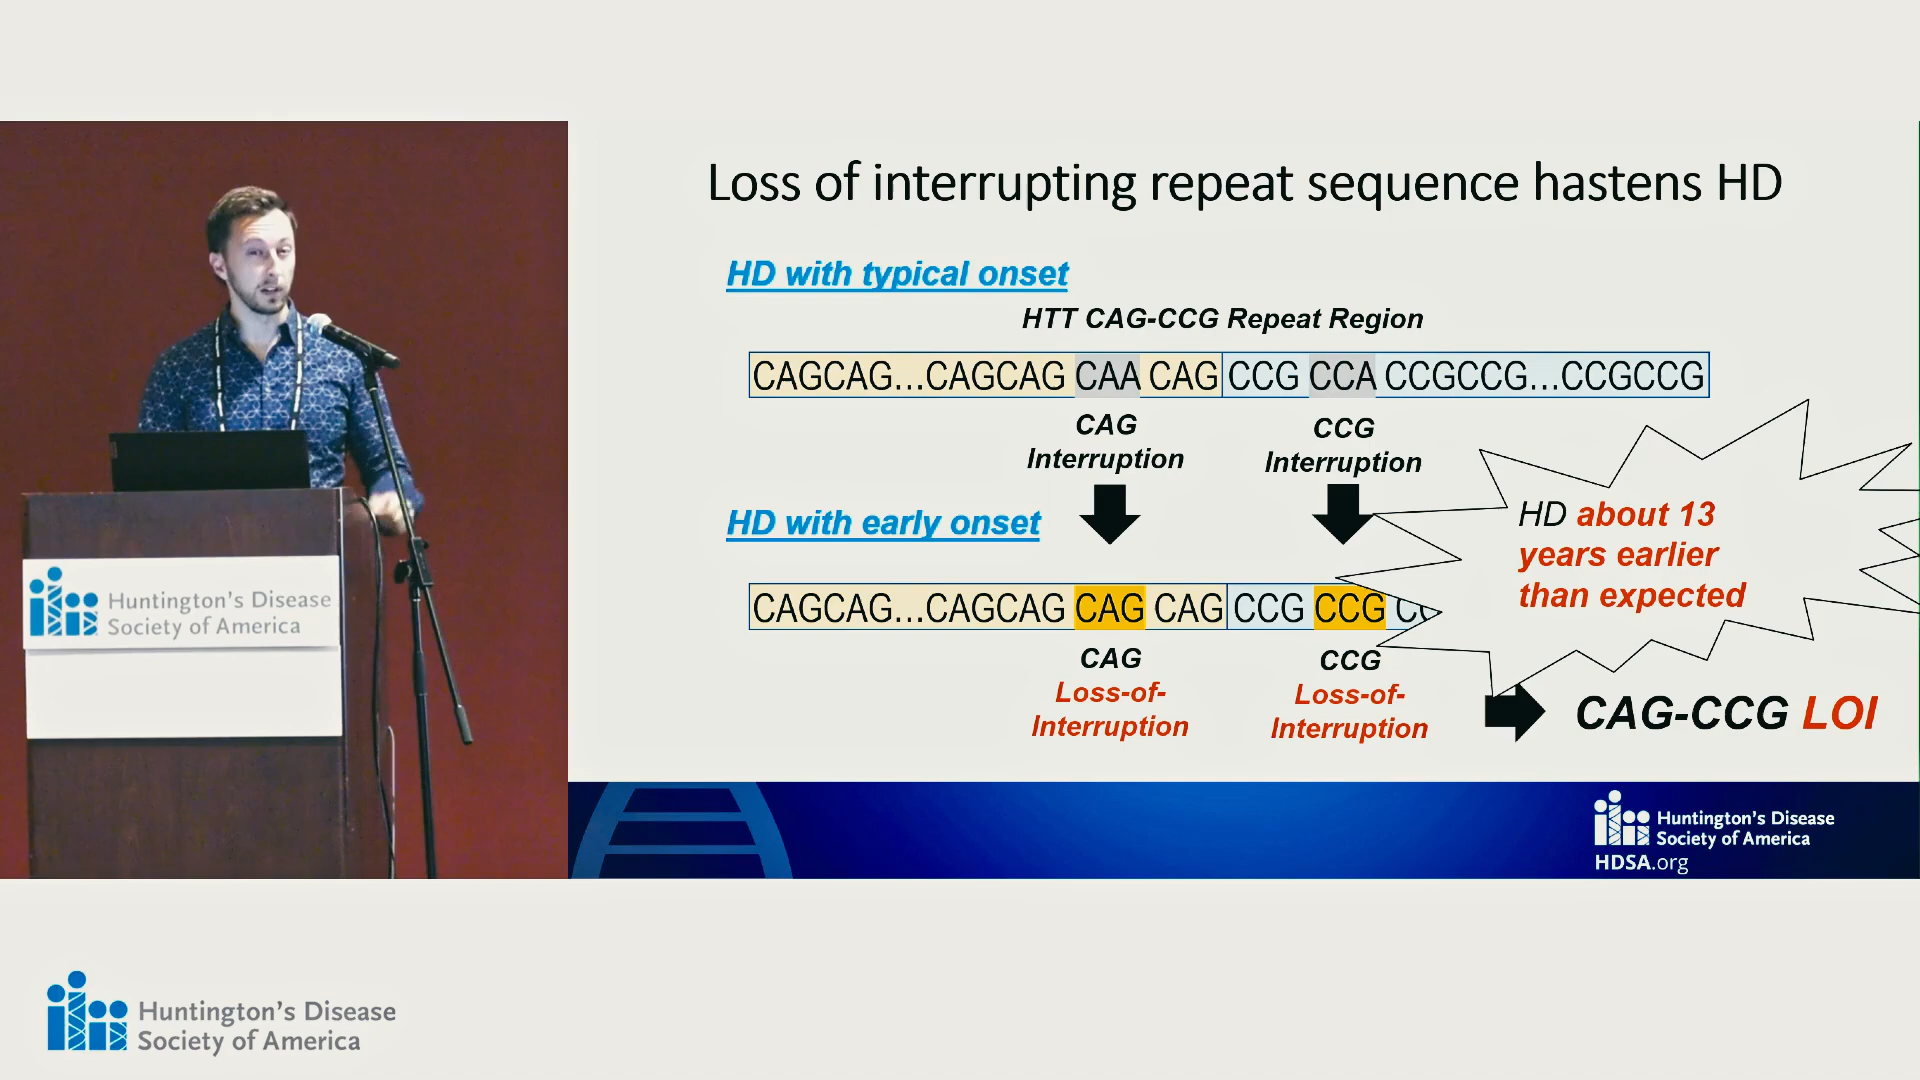 Loss of interrupting repeat sequence hastens HD
HD with typical onset
HTT CAG-CCG Repeat Region
CAGCAG...CAGCAG CAA CAG CCG CCA CCGCCG...CCGCCG
CAG
Interruption
CCG
Interruption
HD with early onset
HD about 13
years earlier
than expected
CAGCAG...CAGCAG CAG CAG CCG CCG
CAG
Loss-of-
Interruption
CCG
Loss-of-
Interruption
CAG-CCG LOI
Huntington's Disease
Society of America
HDSA.org
Huntington's Disease
Society of America
Huntington's Disease
Society of America